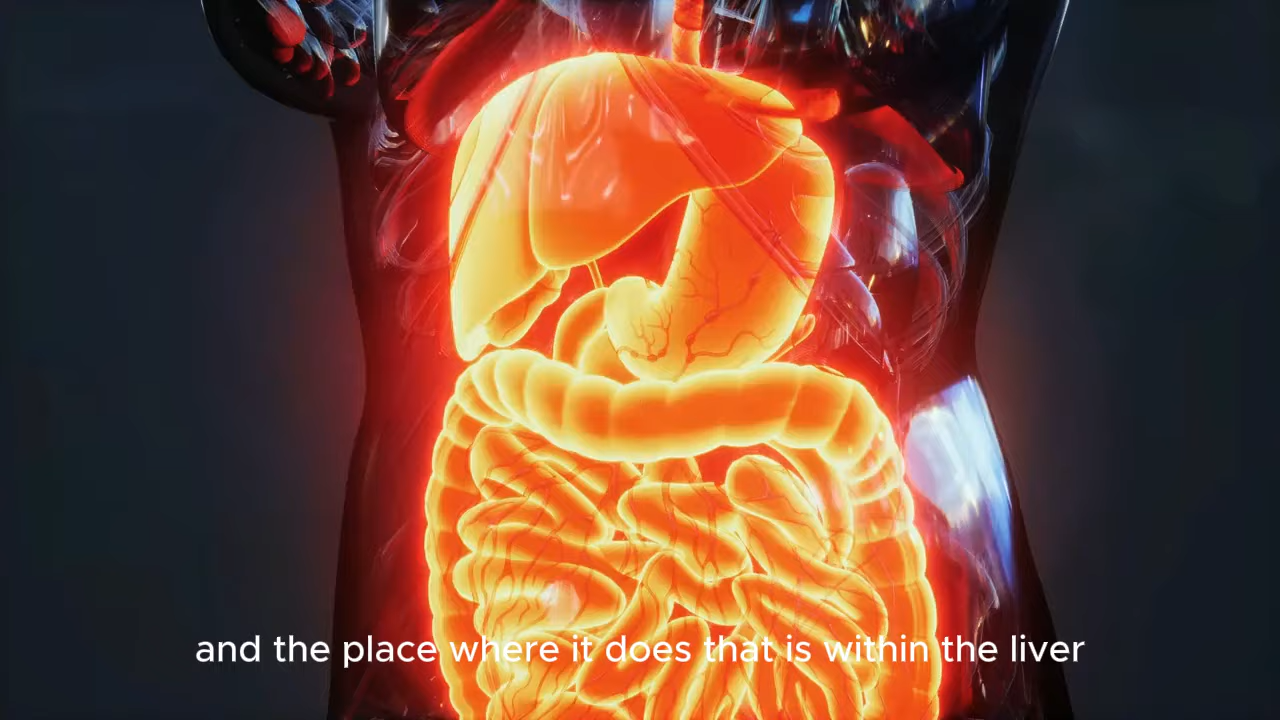 and the place where it does that is within the liver